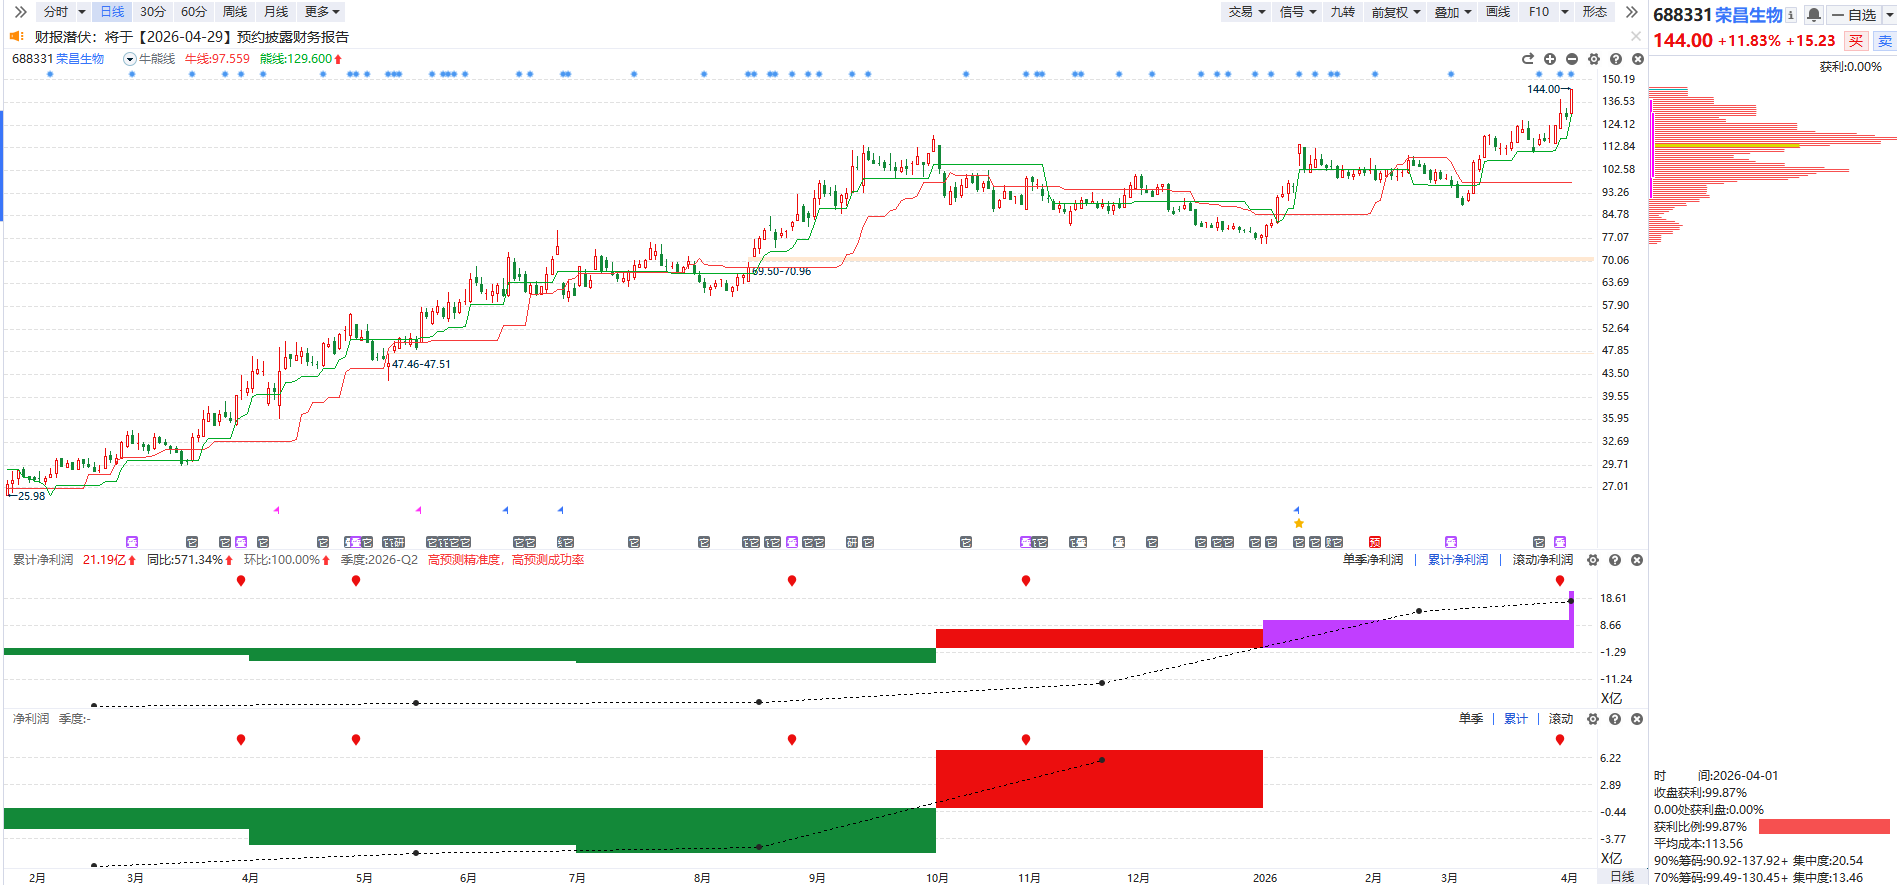 分时 日线 30分 60分 周线 月线 更多 交易 信号 九转 前复权 叠加 画线 F10 形态
688331 荣昌生物 自选
144.00 +11.83% +15.23 买 卖
财报潜伏：将于【2026-04-29】预约披露财务报告
688331 荣昌生物 牛熊线 牛线:97.559 熊线:129.600
获利:0.00%
150.19
144.00
136.53
124.12
112.84
102.58
93.26
84.78
77.07
70.06
69.50-70.96
63.69
57.90
52.64
47.85
47.46-47.51
43.50
39.55
35.95
32.69
29.71
27.01
25.98
累计净利润 21.19亿 同比:571.34% 环比:100.00% 季度:2026-Q2 高预测精准度，高预测成功率 单季净利润 | 累计净利润 | 滚动净利润
18.61
8.66
-1.29
-11.24
X亿
净利润 季度:- 单季 | 累计 | 滚动
6.22
2.89
-0.44
-3.77
X亿
2月 3月 4月 5月 6月 7月 8月 9月 10月 11月 12月 2026 2月 3月 4月 日线
时 间:2026-04-01
收盘获利:99.87%
0.00处获利盘:0.00%
获利比例:99.87%
平均成本:113.56
90%筹码:90.92-137.92+ 集中度:20.54
70%筹码:99.49-130.45+ 集中度:13.46